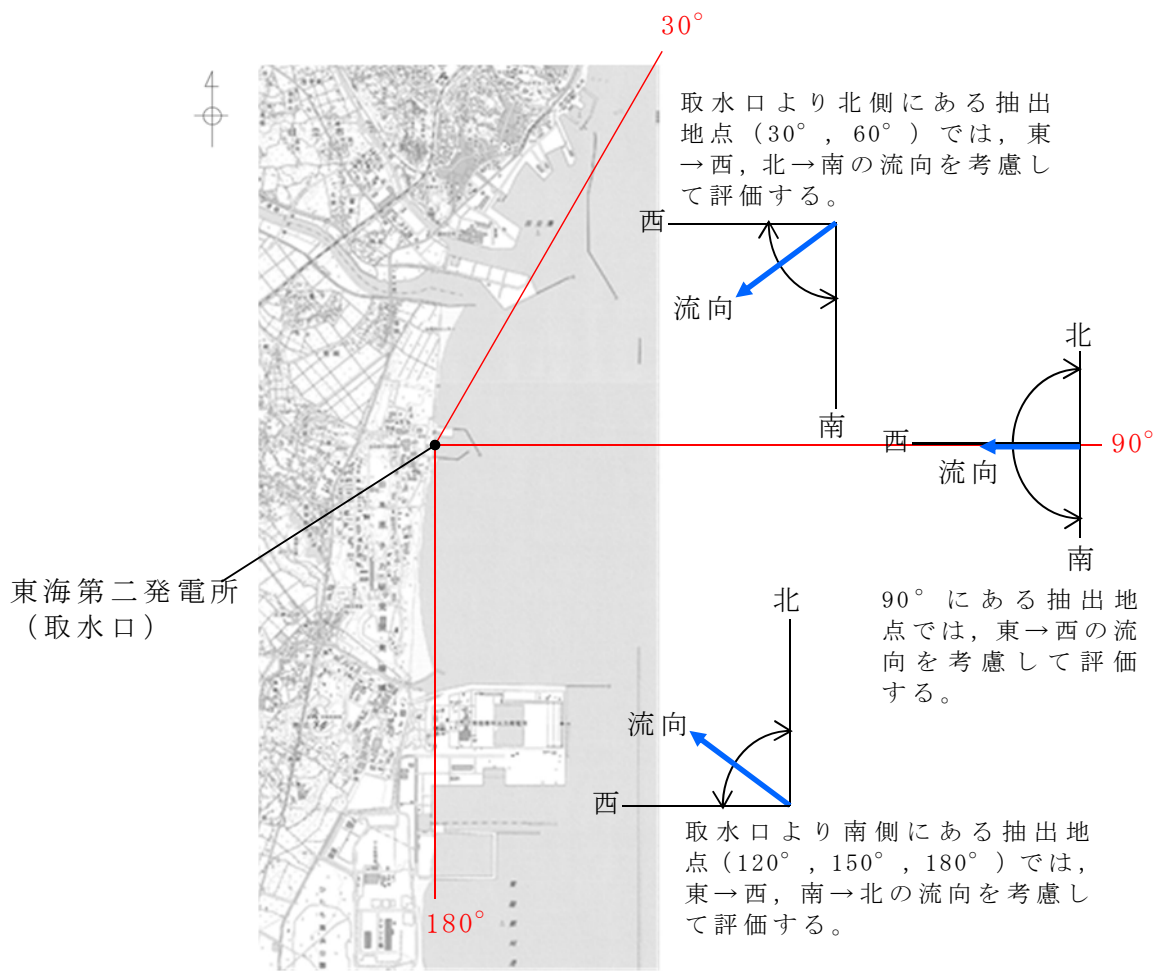 30°
取水口より北側にある抽出
地点（30°，60°）では，東
→西，北→南の流向を考慮し
て評価する。
西
流向
南
北
西
90°
流向
南
東海第二発電所
（取水口）
90°にある抽出地
点では，東→西の流
向を考慮して評価
する。
北
流向
西
取水口より南側にある抽出地
点（120°，150°，180°）では，
東→西，南→北の流向を考慮し
て評価する。
180°